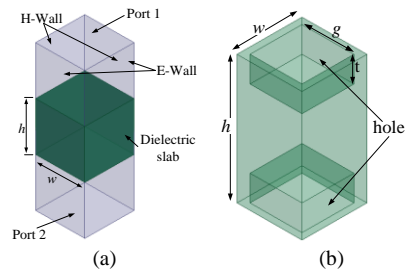 H-Wall
Port 1
E-Wall
h
Dielectric
slab
w
Port 2
(a)
w
g
t
h
hole
(b)